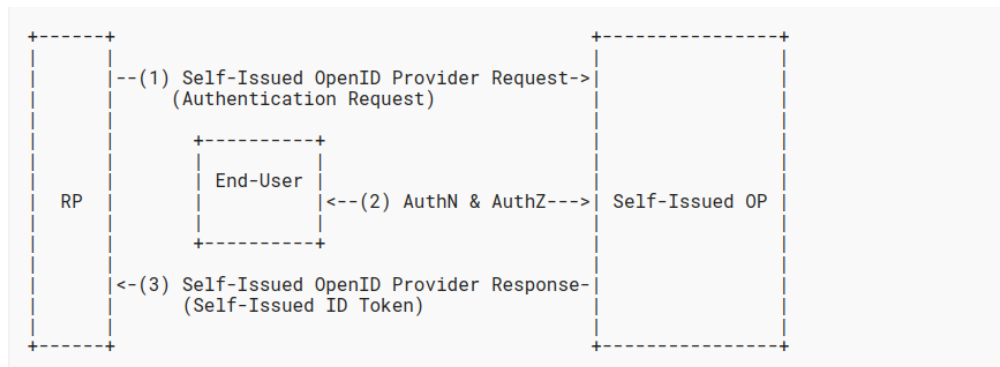 --(1) Self-Issued OpenID Provider Request->
(Authentication Request)
End-User
RP
<--(2) AuthN & AuthZ--->
Self-Issued OP
<-(3) Self-Issued OpenID Provider Response-
(Self-Issued ID Token)